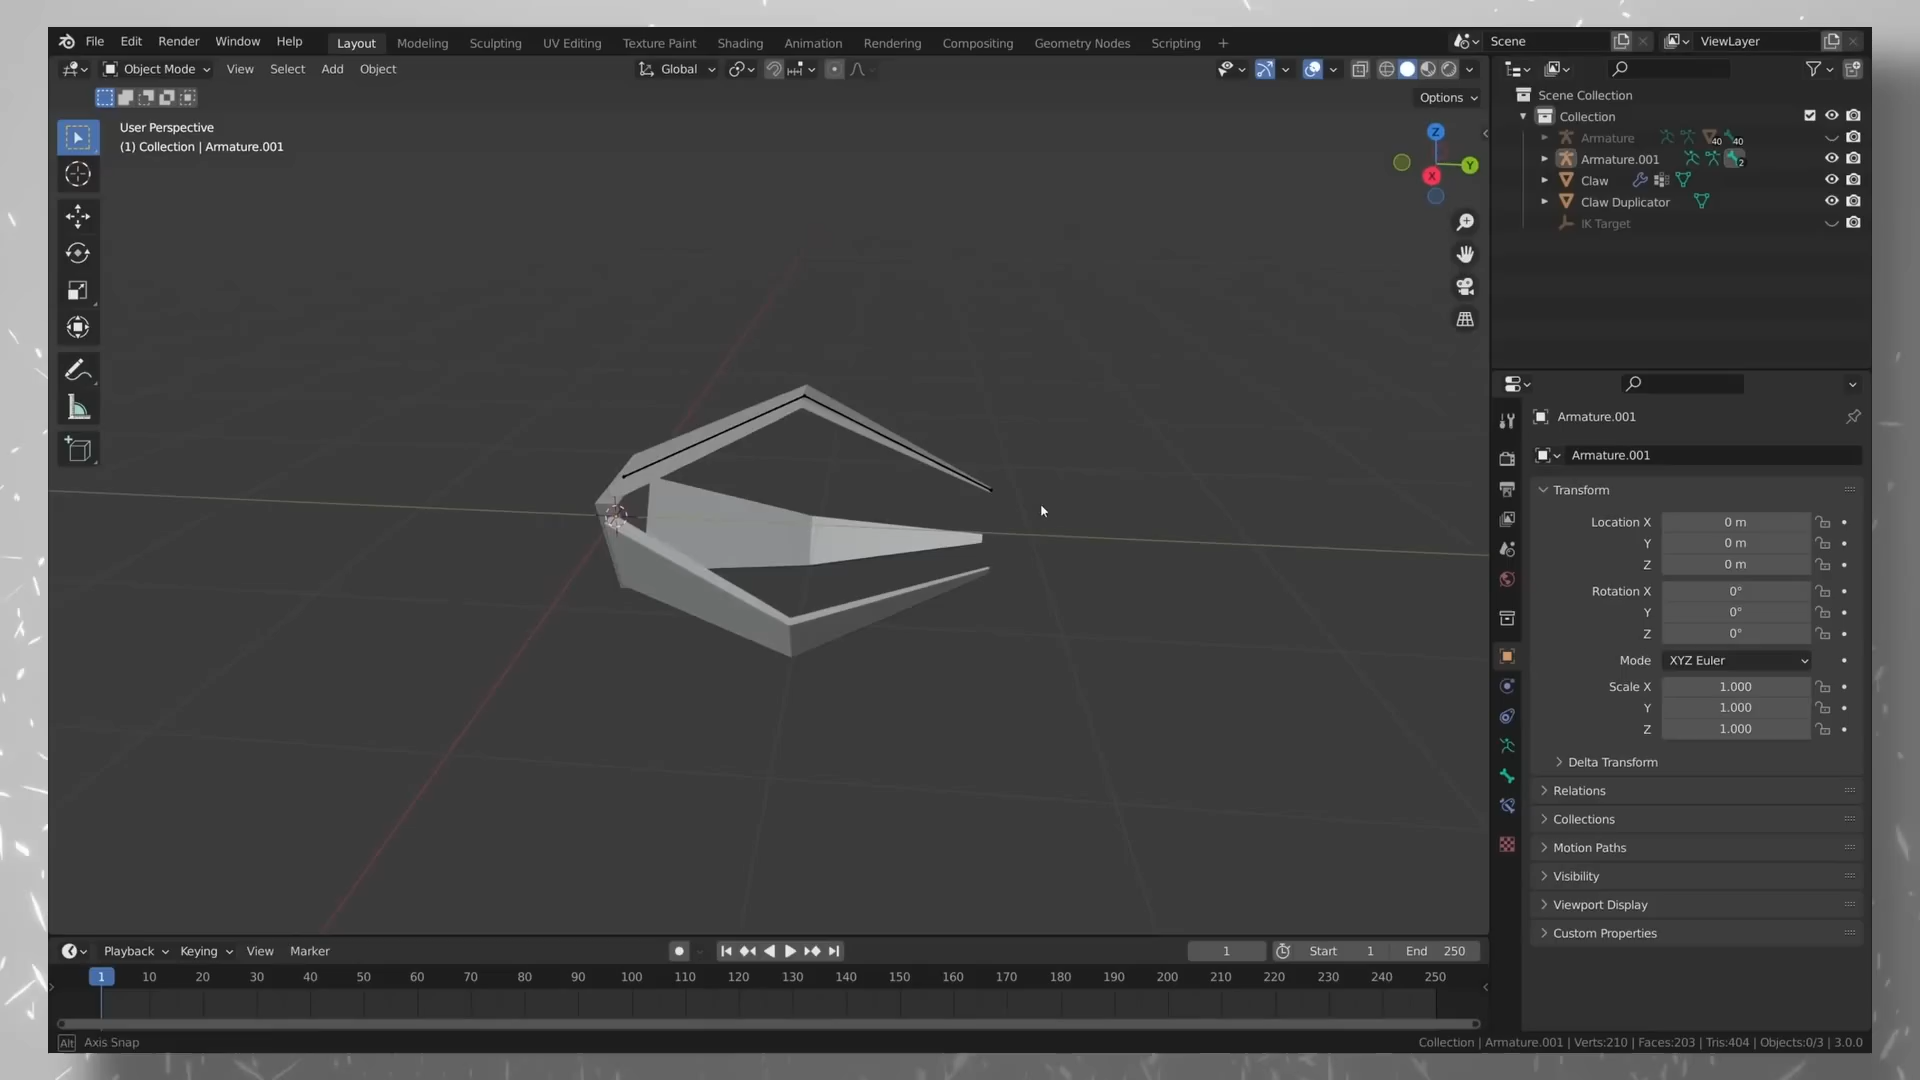 File Edit Render Window Help Layout Modeling Sculpting UV Editing Texture Paint Shading Animation Rendering Compositing Geometry Nodes Scripting + Scene ViewLayer
Object Mode View Select Add Object Global
Options
User Perspective
(1) Collection | Armature.001
Z
Y
X
Scene Collection
Collection
Armature 40 40
Armature.001 2
Claw
Claw Duplicator
IK Target
Armature.001
Armature.001
Transform
Location X 0 m
Y 0 m
Z 0 m
Rotation X 0°
Y 0°
Z 0°
Mode XYZ Euler
Scale X 1.000
Y 1.000
Z 1.000
Delta Transform
Relations
Collections
Motion Paths
Visibility
Viewport Display
Custom Properties
Playback Keying View Marker 1 Start 1 End 250
1 10 20 30 40 50 60 70 80 90 100 110 120 130 140 150 160 170 180 190 200 210 220 230 240 250
Alt Axis Snap Collection | Armature.001 | Verts:210 | Faces:203 | Tris:404 | Objects:0/3 | 3.0.0